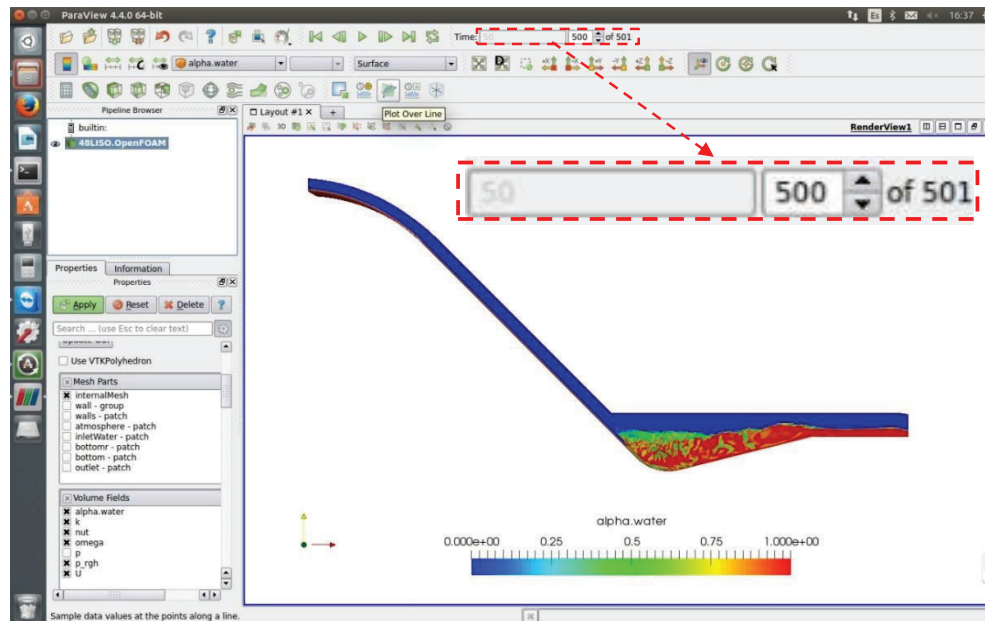 ParaView 4.4.0 64-bit
Es 16:37
Time: 50 500 of 501
alpha.water Surface
Pipeline Browser
Layout #1 X +
Plot Over Line
builtin:
3D
RenderView1
48LISO.OpenFOAM
50 500 of 501
Properties Information
Properties
Apply Reset Delete ?
Search ... (use Esc to clear text)
Use VTKPolyhedron
Mesh Parts
internalMesh
wall - group
walls - patch
atmosphere - patch
inletWater - patch
bottomr - patch
bottom - patch
outlet - patch
Volume Fields
alpha.water
k
nut
omega
p
p_rgh
U
alpha.water
0.000e+00 0.25 0.5 0.75 1.000e+00
Sample data values at the points along a line.